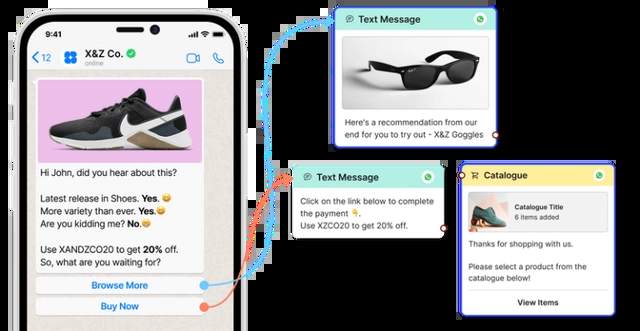 9:41
12
X&Z Co.
online
Hi John, did you hear about this?
Latest release in Shoes. Yes. 😄
More variety than ever. Yes. 😄
Are you kidding me? No. 😄
Use XANDZCO20 to get 20% off.
So, what are you waiting for?
Browse More
Buy Now
Text Message
Here's a recommendation from our
end for you to try out - X&Z Goggles
Text Message
Click on the link below to complete
the payment 👇.
Use XZCO20 to get 20% off.
Catalogue
Catalogue Title
6 items added
Thanks for shopping with us.
Please select a product from the
catalogue below!
View Items